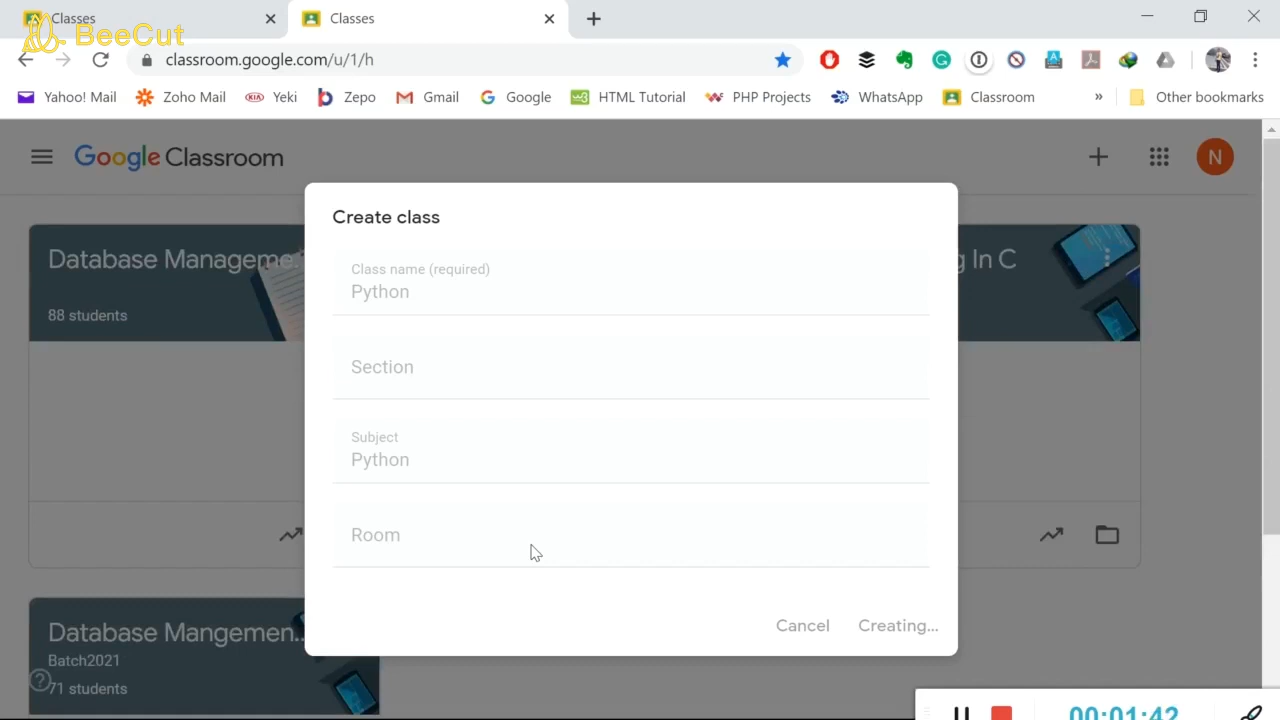 Classes
Classes
BeeCut
classroom.google.com/u/1/h
Yahoo! Mail
Zoho Mail
KIA Yeki
Zepo
Gmail
Google
HTML Tutorial
PHP Projects
WhatsApp
Classroom
»
Other bookmarks
Google Classroom
N
Create class
Class name (required)
Python
Section
Subject
Python
Room
Cancel
Creating...
Database Manageme...
88 students
g In C
Database Mangemen...
Batch2021
71 students
00:01:42